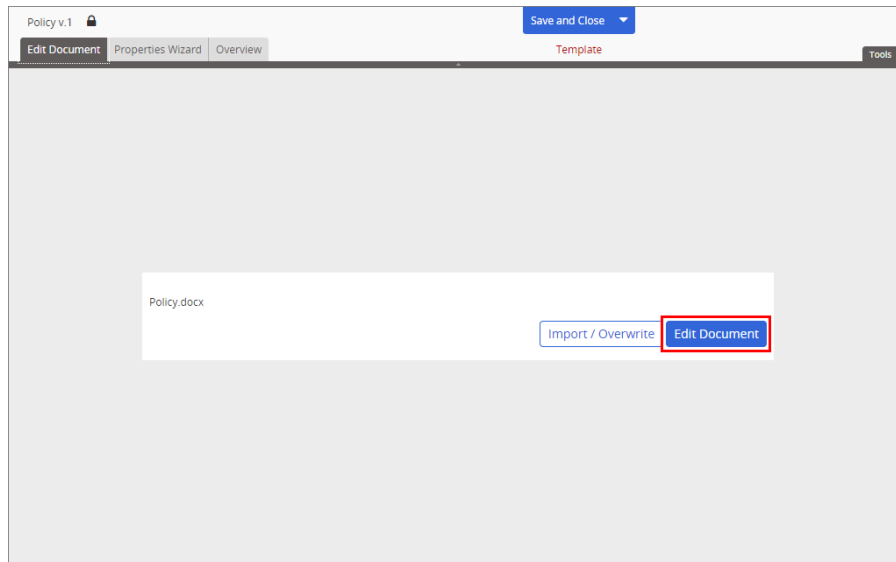 Policy v.1
Save and Close
Edit Document Properties Wizard Overview
Template
Tools
Policy.docx
Import / Overwrite Edit Document